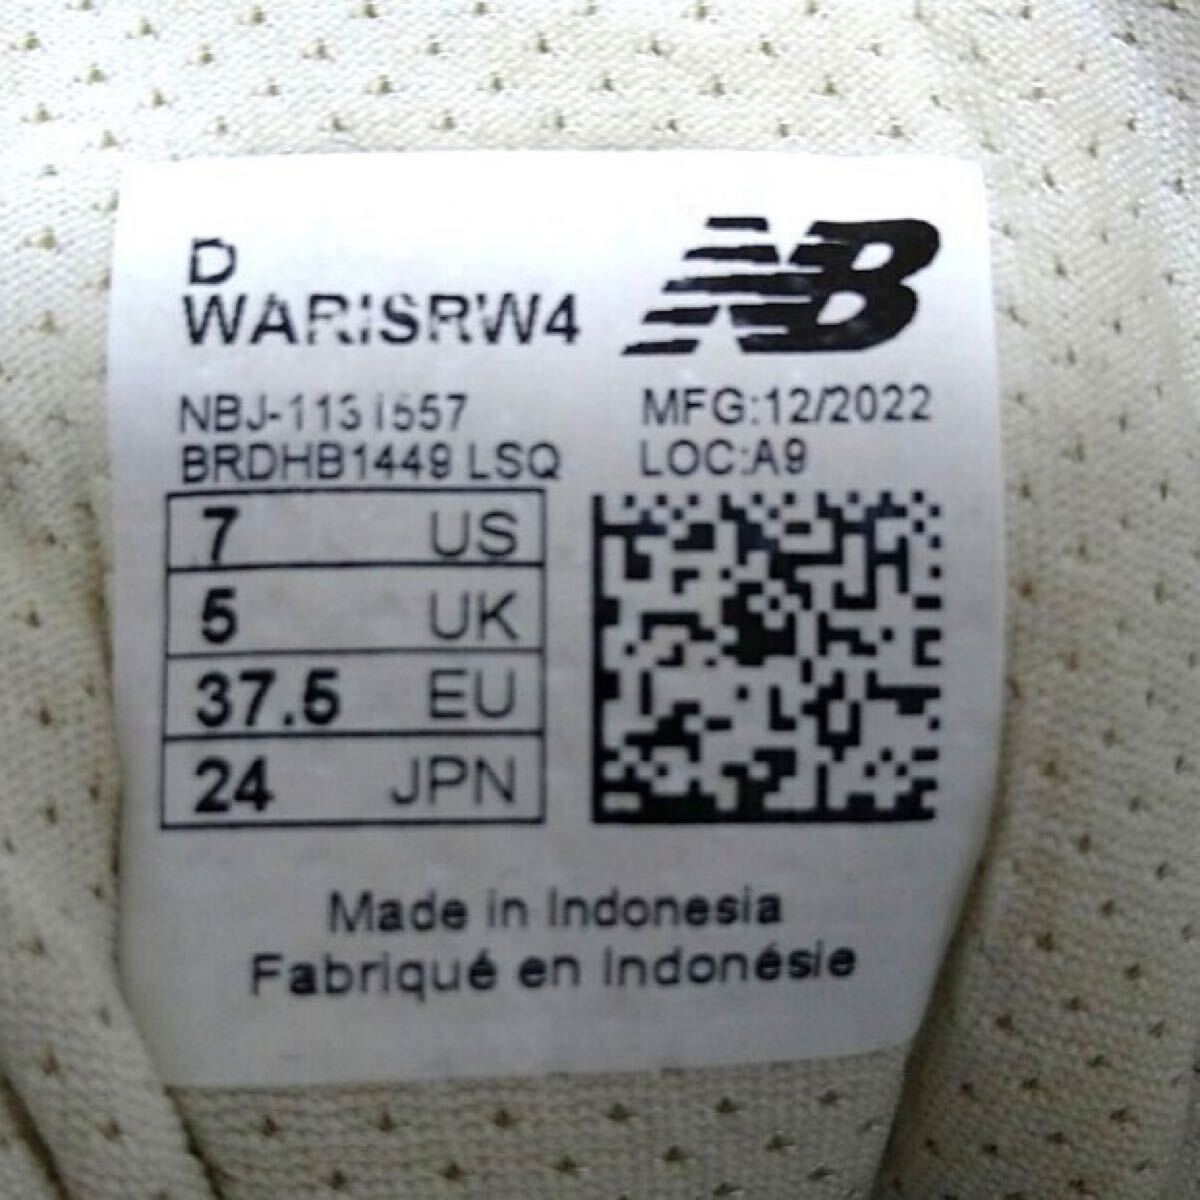 D
WARISRW4
NB
NBJ-1131557
BRDHB1449 LSQ
MFG:12/2022
LOC:A9
7 US
5 UK
37.5 EU
24 JPN
Made in Indonesia
Fabriqué en Indonésie